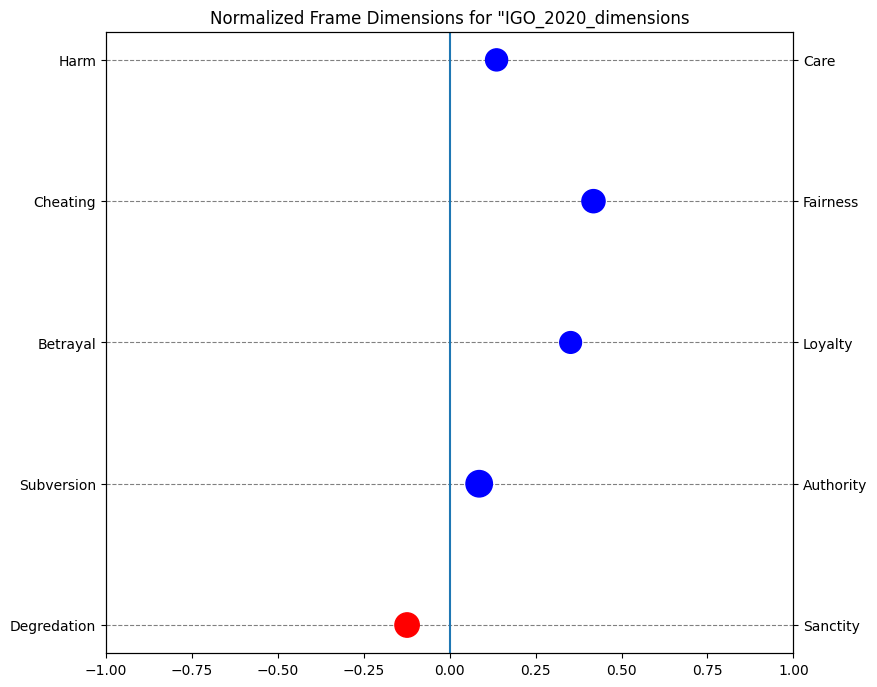 Normalized Frame Dimensions for "IGO_2020_dimensions
Harm Care
Cheating Fairness
Betrayal Loyalty
Subversion Authority
Degredation Sanctity
−1.00 −0.75 −0.50 −0.25 0.00 0.25 0.50 0.75 1.00